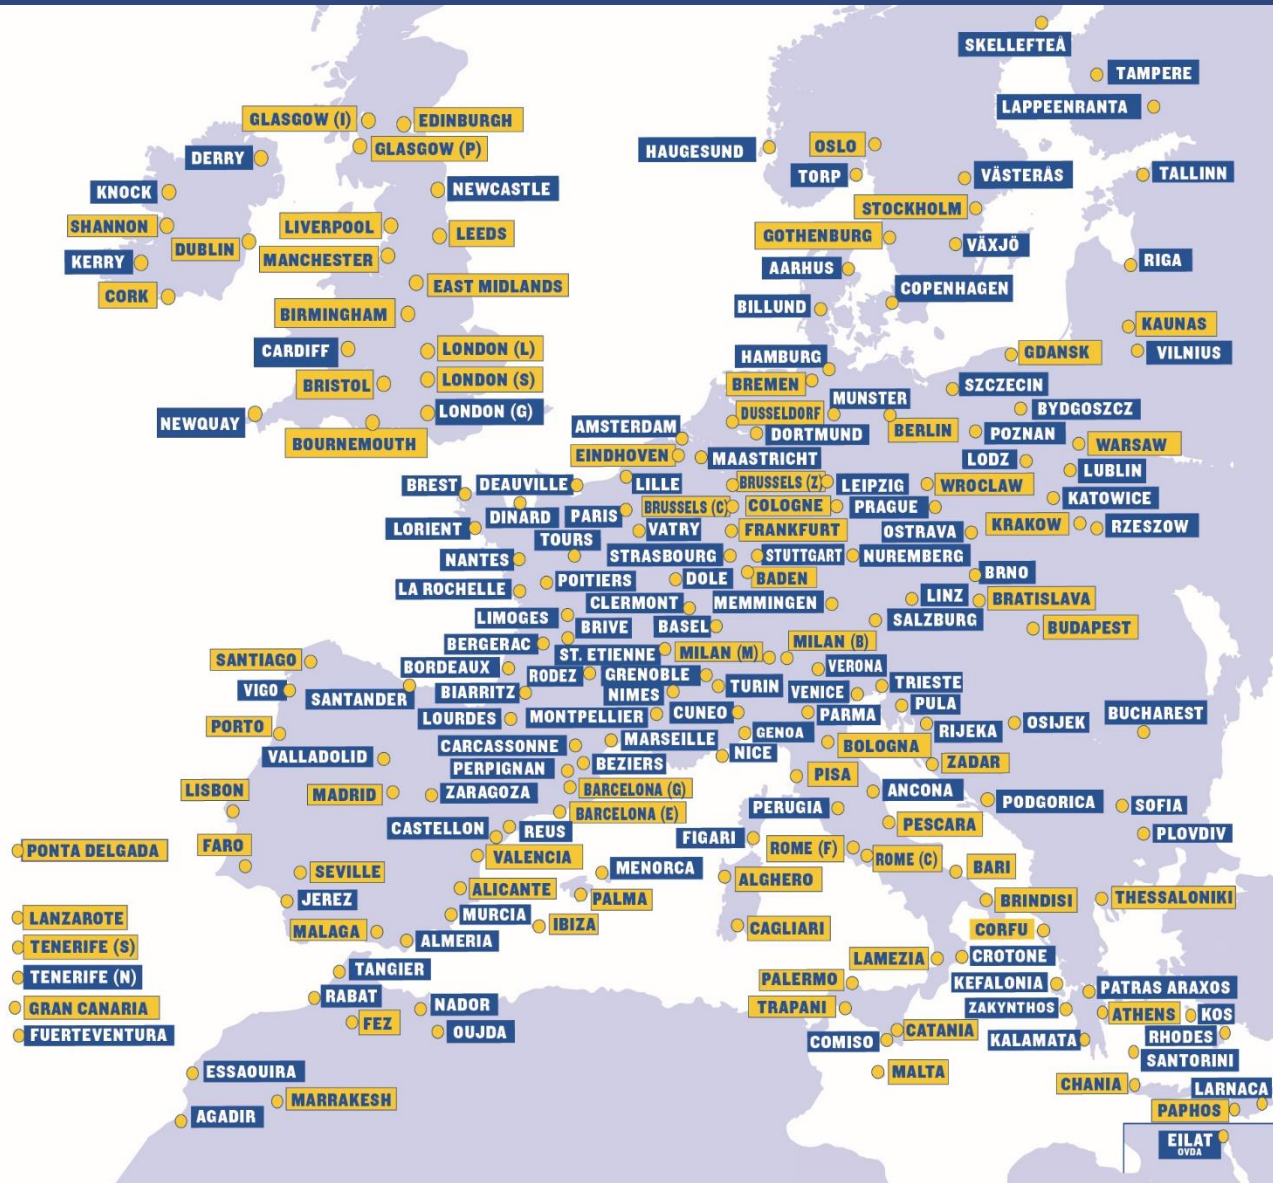 SKELLEFTEÅ
TAMPERE
LAPPEENRANTA
GLASGOW (I)
EDINBURGH
GLASGOW (P)
DERRY
HAUGESUND
OSLO
TORP
VÄSTERÅS
TALLINN
KNOCK
NEWCASTLE
STOCKHOLM
SHANNON
LIVERPOOL
LEEDS
GOTHENBURG
DUBLIN
VÄXJÖ
KERRY
MANCHESTER
AARHUS
RIGA
CORK
EAST MIDLANDS
COPENHAGEN
BILLUND
BIRMINGHAM
KAUNAS
CARDIFF
LONDON (L)
HAMBURG
GDANSK
VILNIUS
BRISTOL
LONDON (S)
BREMEN
SZCZECIN
MUNSTER
NEWQUAY
LONDON (G)
DUSSELDORF
BYDGOSZCZ
BOURNEMOUTH
AMSTERDAM
DORTMUND
BERLIN
POZNAN
WARSAW
EINDHOVEN
MAASTRICHT
LODZ
LUBLIN
BREST
DEAUVILLE
LILLE
BRUSSELS (Z)
LEIPZIG
WROCLAW
KATOWICE
DINARD
PARIS
BRUSSELS (C)
COLOGNE
PRAGUE
LORIENT
VATRY
FRANKFURT
OSTRAVA
KRAKOW
RZESZOW
TOURS
NANTES
STRASBOURG
STUTTGART
NUREMBERG
LA ROCHELLE
POITIERS
DOLE
BADEN
BRNO
CLERMONT
MEMMINGEN
LINZ
BRATISLAVA
LIMOGES
BRIVE
BASEL
SALZBURG
BUDAPEST
BERGERAC
ST. ETIENNE
MILAN (M)
MILAN (B)
SANTIAGO
BORDEAUX
RODEZ
GRENOBLE
VERONA
VIGO
SANTANDER
BIARRITZ
NIMES
TURIN
VENICE
TRIESTE
PORTO
LOURDES
MONTPELLIER
CUNEO
PARMA
PULA
RIJEKA
OSIJEK
BUCHAREST
VALLADOLID
CARCASSONNE
MARSEILLE
GENOA
BOLOGNA
PERPIGNAN
BEZIERS
NICE
ZADAR
LISBON
MADRID
ZARAGOZA
BARCELONA (G)
PISA
ANCONA
PODGORICA
SOFIA
BARCELONA (E)
PERUGIA
CASTELLON
REUS
FIGARI
PESCARA
PLOVDIV
PONTA DELGADA
FARO
VALENCIA
ROME (F)
ROME (C)
SEVILLE
MENORCA
ALGHERO
BARI
JEREZ
ALICANTE
PALMA
BRINDISI
THESSALONIKI
LANZAROTE
MURCIA
IBIZA
CAGLIARI
CORFU
MALAGA
ALMERIA
TENERIFE (S)
LAMEZIA
CROTONE
TENERIFE (N)
TANGIER
PALERMO
KEFALONIA
PATRAS ARAXOS
GRAN CANARIA
RABAT
NADOR
TRAPANI
ZAKYNTHOS
ATHENS
KOS
FEZ
OUJDA
FUERTEVENTURA
COMISO
CATANIA
KALAMATA
RHODES
SANTORINI
ESSAOUIRA
MALTA
CHANIA
LARNACA
MARRAKESH
PAPHOS
AGADIR
EILAT
OVDA